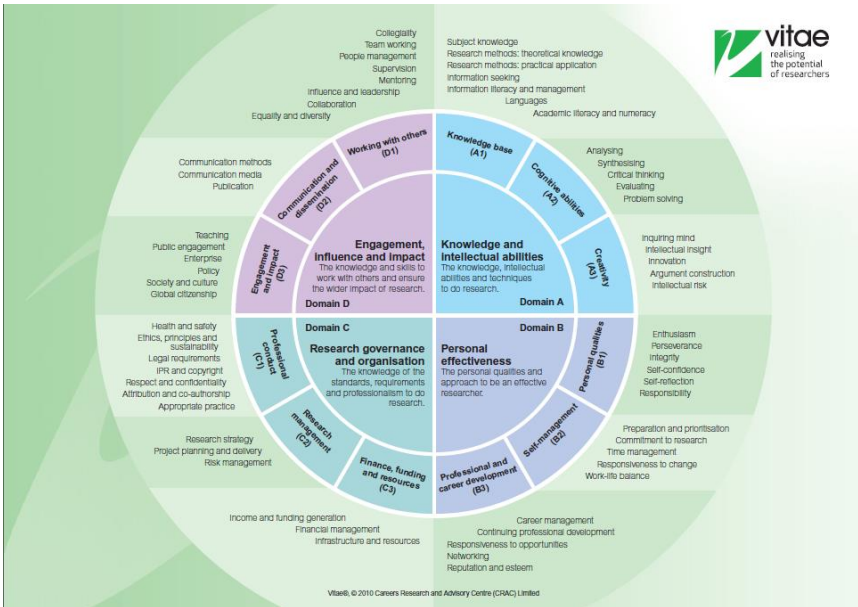 vitae
realising
the potential
of researchers
Subject knowledge
Research methods: theoretical knowledge
Research methods: practical application
Information seeking
Information literacy and management
Languages
Academic literacy and numeracy
Knowledge base
(A1)
Analysing
Synthesising
Critical thinking
Evaluating
Problem solving
Cognitive abilities
(A2)
Inquiring mind
Intellectual insight
Innovation
Argument construction
Intellectual risk
Creativity
(A3)
Knowledge and
intellectual abilities
The knowledge, intellectual
abilities and techniques
to do research.
Domain A
Domain B
Personal
effectiveness
The personal qualities and
approach to be an effective
researcher.
Personal qualities
(B1)
Enthusiasm
Perseverance
Integrity
Self-confidence
Self-reflection
Responsibility
Self-management
(B2)
Preparation and prioritisation
Commitment to research
Time management
Responsiveness to change
Work-life balance
Professional and
career development
(B3)
Career management
Continuing professional development
Responsiveness to opportunities
Networking
Reputation and esteem
Domain C
Research governance
and organisation
The knowledge of the
standards, requirements
and professionalism to do
research.
Professional
conduct
(C1)
Health and safety
Ethics, principles and
sustainability
Legal requirements
IPR and copyright
Respect and confidentiality
Attribution and co-authorship
Appropriate practice
Research
management
(C2)
Research strategy
Project planning and delivery
Risk management
Finance, funding
and resources
(C3)
Income and funding generation
Financial management
Infrastructure and resources
Engagement,
influence and impact
The knowledge and skills to
work with others and ensure
the wider impact of research.
Domain D
Working with others
(D1)
Collegiality
Team working
People management
Supervision
Mentoring
Influence and leadership
Collaboration
Equality and diversity
Communication and
dissemination
(D2)
Communication methods
Communication media
Publication
Engagement
and impact
(D3)
Teaching
Public engagement
Enterprise
Policy
Society and culture
Global citizenship
Vitae®, © 2010 Careers Research and Advisory Centre (CRAC) Limited